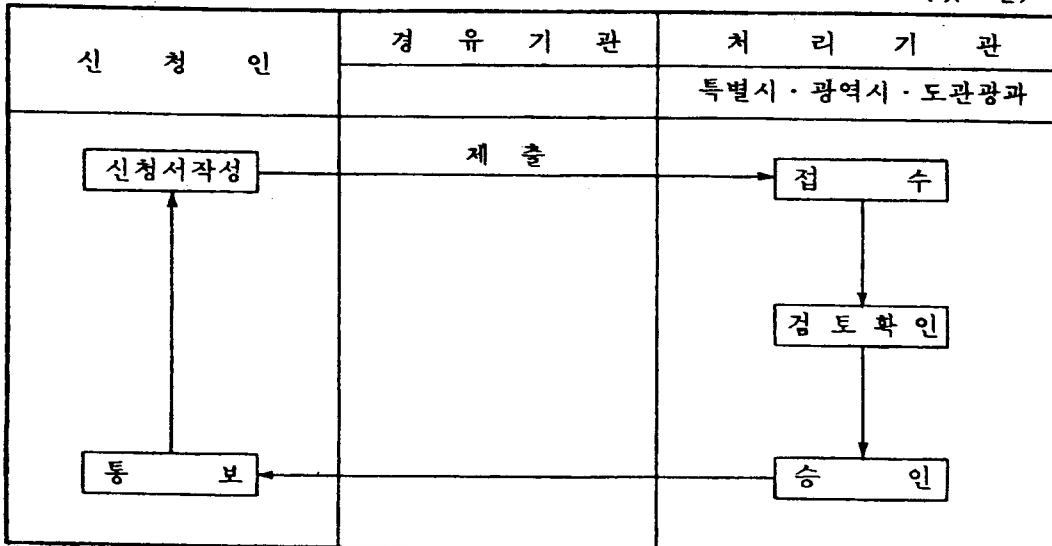 신 청 인
경 유 기 관
처 리 기 관
특별시 · 광역시 · 도관광과
신청서작성
제 출
접 수
검 토 확 인
통 보
승 인